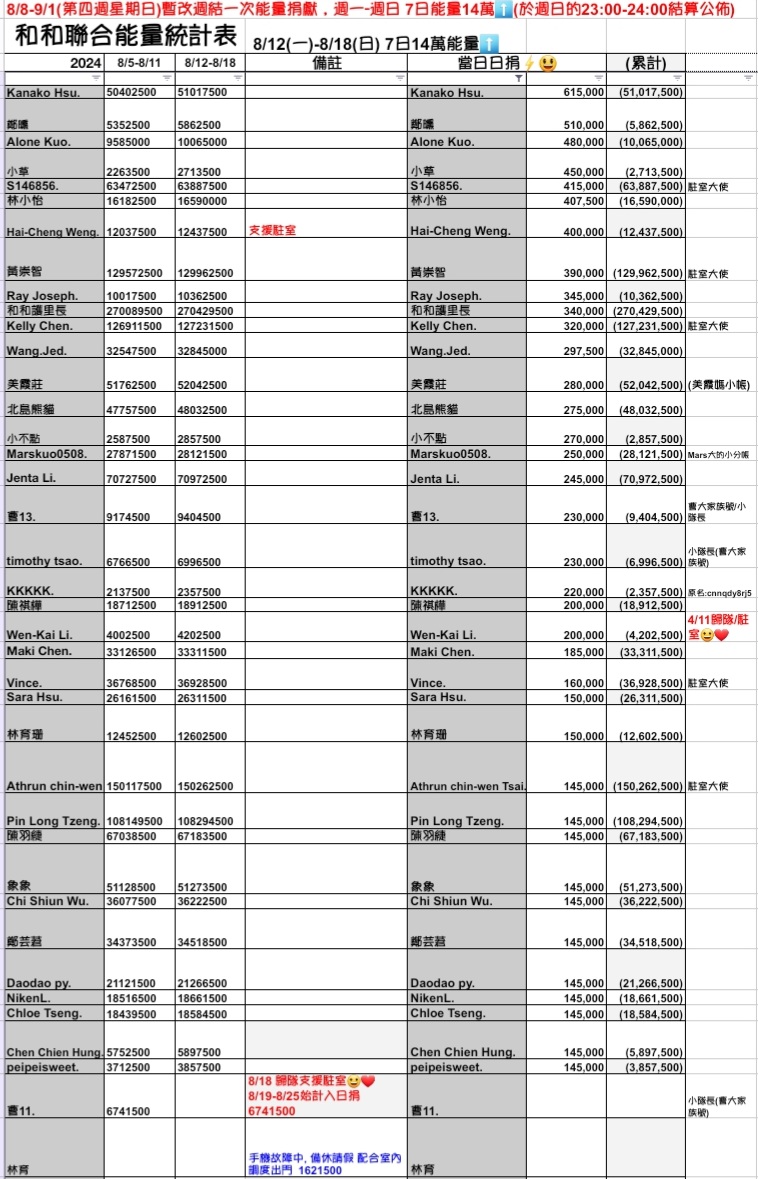 8/8-9/1(第四週星期日)暫改週結一次能量捐獻，週一-週日 7日能量14萬⬆️(於週日的23:00-24:00結算公佈)
和和聯合能量統計表 8/12(一)-8/18(日) 7日14萬能量⬆️
2024 8/5-8/11 8/12-8/18 備註 當日日捐⚡😃 (累計)
Kanako Hsu. 50402500 51017500 Kanako Hsu. 615,000 (51,017,500)
鄭曛 5352500 5862500 鄭曛 510,000 (5,862,500)
Alone Kuo. 9585000 10065000 Alone Kuo. 480,000 (10,065,000)
小草 2263500 2713500 小草 450,000 (2,713,500)
S146856. 63472500 63887500 S146856. 415,000 (63,887,500) 駐室大使
林小怡 16182500 16590000 林小怡 407,500 (16,590,000)
Hai-Cheng Weng. 12037500 12437500 支援駐室 Hai-Cheng Weng. 400,000 (12,437,500)
黃崇智 129572500 129962500 黃崇智 390,000 (129,962,500) 駐室大使
Ray Joseph. 10017500 10362500 Ray Joseph. 345,000 (10,362,500)
和和護里長 270089500 270429500 和和護里長 340,000 (270,429,500)
Kelly Chen. 126911500 127231500 Kelly Chen. 320,000 (127,231,500) 駐室大使
Wang.Jed. 32547500 32845000 Wang.Jed. 297,500 (32,845,000)
美霞莊 51762500 52042500 美霞莊 280,000 (52,042,500) (美霞嗎小帳)
北島熊貓 47757500 48032500 北島熊貓 275,000 (48,032,500)
小不點 2587500 2857500 小不點 270,000 (2,857,500)
Marskuo0508. 27871500 28121500 Marskuo0508. 250,000 (28,121,500) Mars大的小分帳
Jenta Li. 70727500 70972500 Jenta Li. 245,000 (70,972,500)
曹13. 9174500 9404500 曹13. 230,000 (9,404,500) 曹大家族號/小
隊長
timothy tsao. 6766500 6996500 timothy tsao. 230,000 (6,996,500) 小隊長(曹大家
族號)
KKKKK. 2137500 2357500 KKKKK. 220,000 (2,357,500) 原名:cnnqdy8rj5
陳祺樺 18712500 18912500 陳祺樺 200,000 (18,912,500)
Wen-Kai Li. 4002500 4202500 Wen-Kai Li. 200,000 (4,202,500) 4/11歸隊/駐
室😃❤️
Maki Chen. 33126500 33311500 Maki Chen. 185,000 (33,311,500)
Vince. 36768500 36928500 Vince. 160,000 (36,928,500) 駐室大使
Sara Hsu. 26161500 26311500 Sara Hsu. 150,000 (26,311,500)
林育珊 12452500 12602500 林育珊 150,000 (12,602,500)
Athrun chin-wen 150117500 150262500 Athrun chin-wen Tsai. 145,000 (150,262,500) 駐室大使
Pin Long Tzeng. 108149500 108294500 Pin Long Tzeng. 145,000 (108,294,500)
陳羽緁 67038500 67183500 陳羽緁 145,000 (67,183,500)
象象 51128500 51273500 象象 145,000 (51,273,500)
Chi Shiun Wu. 36077500 36222500 Chi Shiun Wu. 145,000 (36,222,500)
鄭芸菩 34373500 34518500 鄭芸菩 145,000 (34,518,500)
Daodao py. 21121500 21266500 Daodao py. 145,000 (21,266,500)
NikenL. 18516500 18661500 NikenL. 145,000 (18,661,500)
Chloe Tseng. 18439500 18584500 Chloe Tseng. 145,000 (18,584,500)
Chen Chien Hung. 5752500 5897500 Chen Chien Hung. 145,000 (5,897,500)
peipeisweet. 3712500 3857500 peipeisweet. 145,000 (3,857,500)
8/18 歸隊支援駐室😃❤️
8/19-8/25始計入日捐
曹11. 6741500 6741500 曹11. 小隊長(曹大家
族號)
手機故障中, 備休請假 配合室內
林育 調度出門 1621500 林育